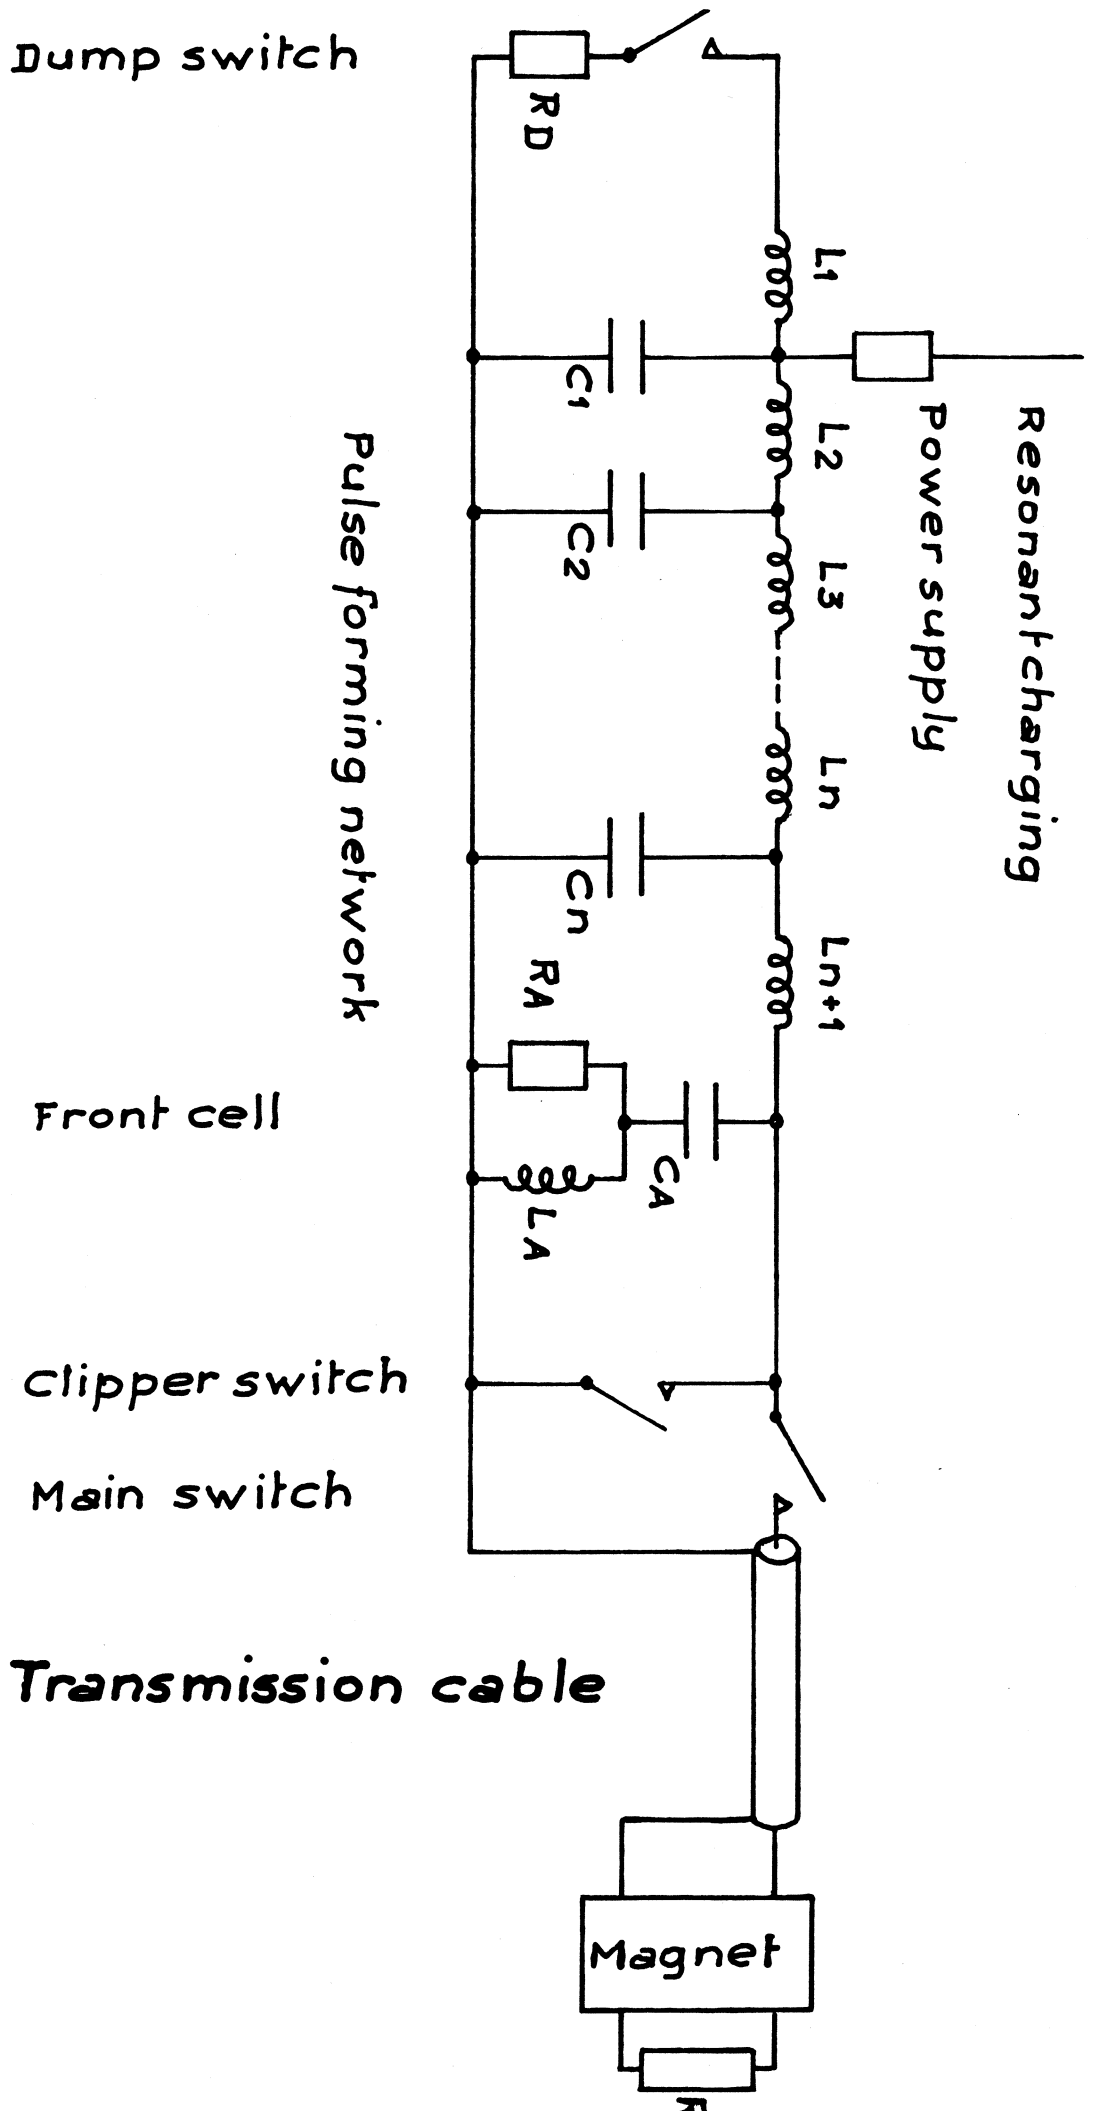 Dump switch
RD
L1
C1
L2
C2
L3
Resonant charging
Power supply
Pulse forming network
Ln
Cn
Ln+1
RA
Front cell
CA
LA
Clipper switch
Main switch
Transmission cable
Magnet